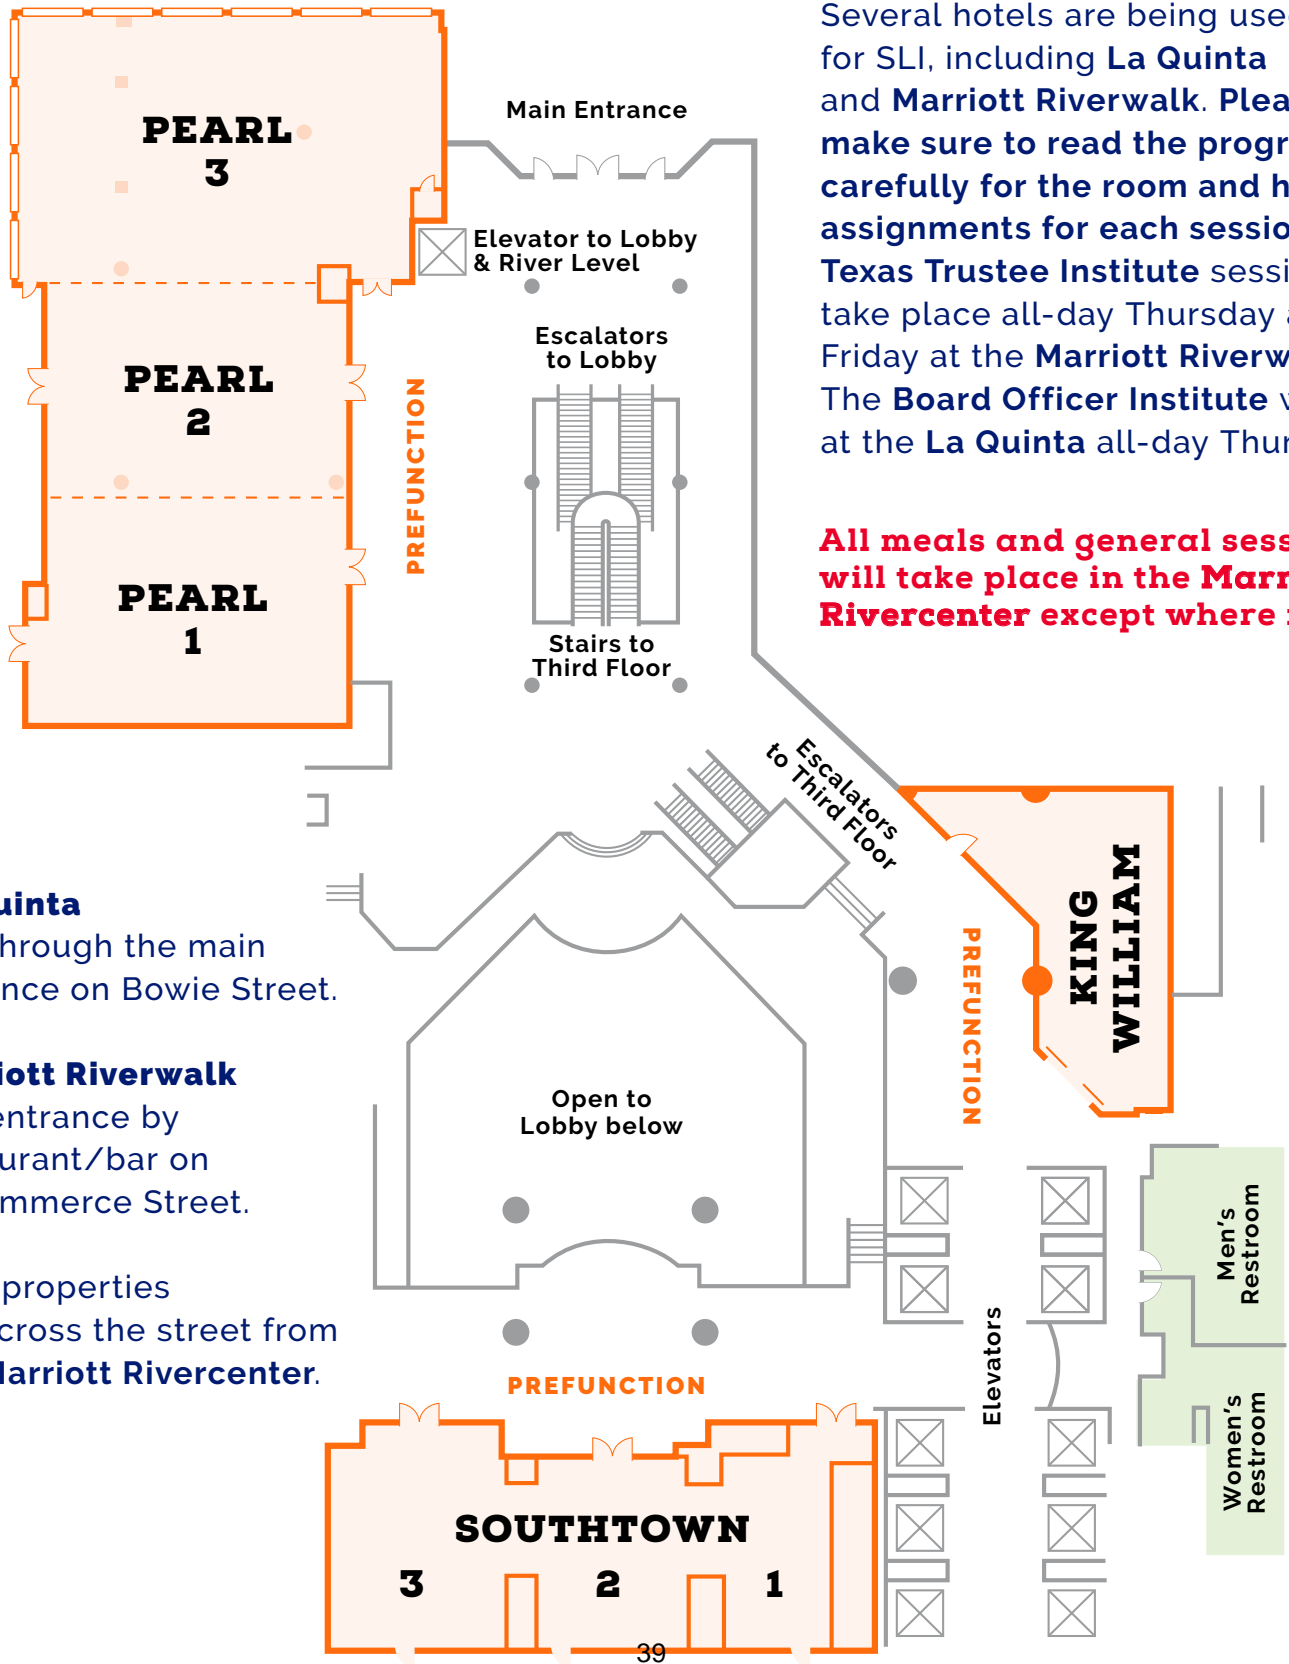 Several hotels are being use
for SLI, including La Quinta
and Marriott Riverwalk. Plea
make sure to read the progr
carefully for the room and h
assignments for each sessio
Texas Trustee Institute sessi
take place all-day Thursday a
Friday at the Marriott Riverw
The Board Officer Institute v
at the La Quinta all-day Thur
All meals and general sess
will take place in the Marr
Rivercenter except where
PEARL
3
Main Entrance
Elevator to Lobby
& River Level
Escalators
to Lobby
PEARL
2
PREFUNCTION
PEARL
1
Stairs to
Third Floor
Escalators
to Third Floor
KING
WILLIAM
PREFUNCTION
uinta
hrough the main
nce on Bowie Street.
iott Riverwalk
entrance by
urant/bar on
mmerce Street.
properties
cross the street from
Marriott Rivercenter.
Open to
Lobby below
Men's
Restroom
Elevators
Women's
Restroom
PREFUNCTION
SOUTHTOWN
3 2 1
39